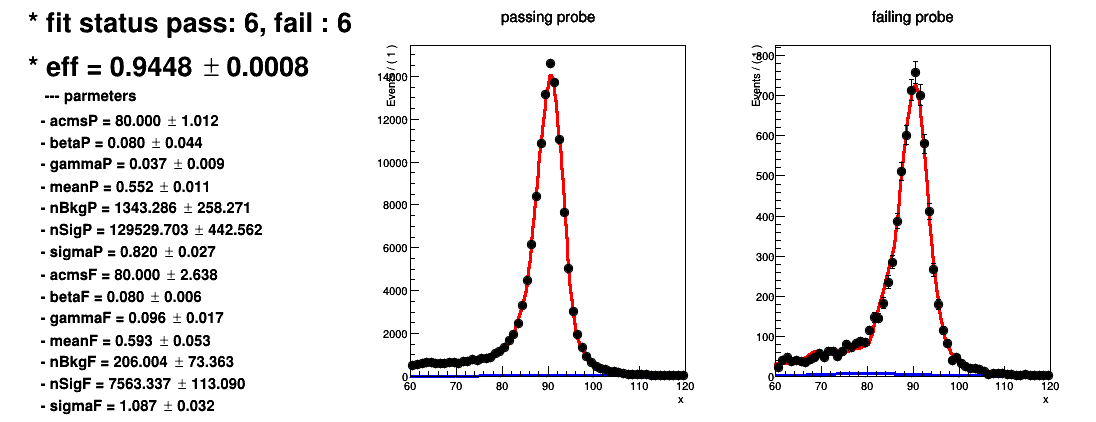 * fit status pass: 6, fail : 6
* eff = 0.9448 ± 0.0008
--- parmeters
- acmsP = 80.000 ± 1.012
- betaP = 0.080 ± 0.044
- gammaP = 0.037 ± 0.009
- meanP = 0.552 ± 0.011
- nBkgP = 1343.286 ± 258.271
- nSigP = 129529.703 ± 442.562
- sigmaP = 0.820 ± 0.027
- acmsF = 80.000 ± 2.638
- betaF = 0.080 ± 0.006
- gammaF = 0.096 ± 0.017
- meanF = 0.593 ± 0.053
- nBkgF = 206.004 ± 73.363
- nSigF = 7563.337 ± 113.090
- sigmaF = 1.087 ± 0.032
passing probe
Events / ( 1 )
14000
12000
10000
8000
6000
4000
2000
0
60 70 80 90 100 110 120
x
failing probe
Events / ( 1 )
800
700
600
500
400
300
200
100
0
60 70 80 90 100 110 120
x